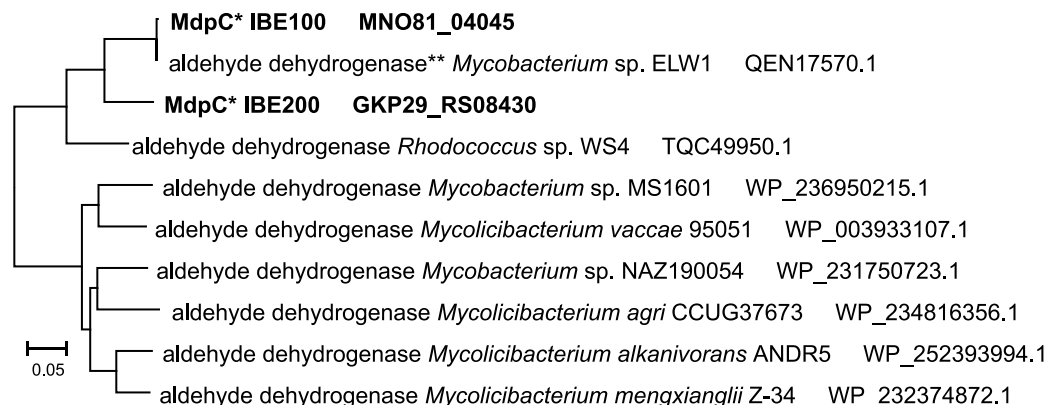 MdpC* IBE100 MNO81_04045
aldehyde dehydrogenase** Mycobacterium sp. ELW1 QEN17570.1
MdpC* IBE200 GKP29_RS08430
aldehyde dehydrogenase Rhodococcus sp. WS4 TQC49950.1
aldehyde dehydrogenase Mycobacterium sp. MS1601 WP_236950215.1
aldehyde dehydrogenase Mycolicibacterium vaccae 95051 WP_003933107.1
aldehyde dehydrogenase Mycobacterium sp. NAZ190054 WP_231750723.1
aldehyde dehydrogenase Mycolicibacterium agri CCUG37673 WP_234816356.1
aldehyde dehydrogenase Mycolicibacterium alkanivorans ANDR5 WP_252393994.1
0.05
aldehyde dehydrogenase Mycolicibacterium mengxianglii Z-34 WP_232374872.1